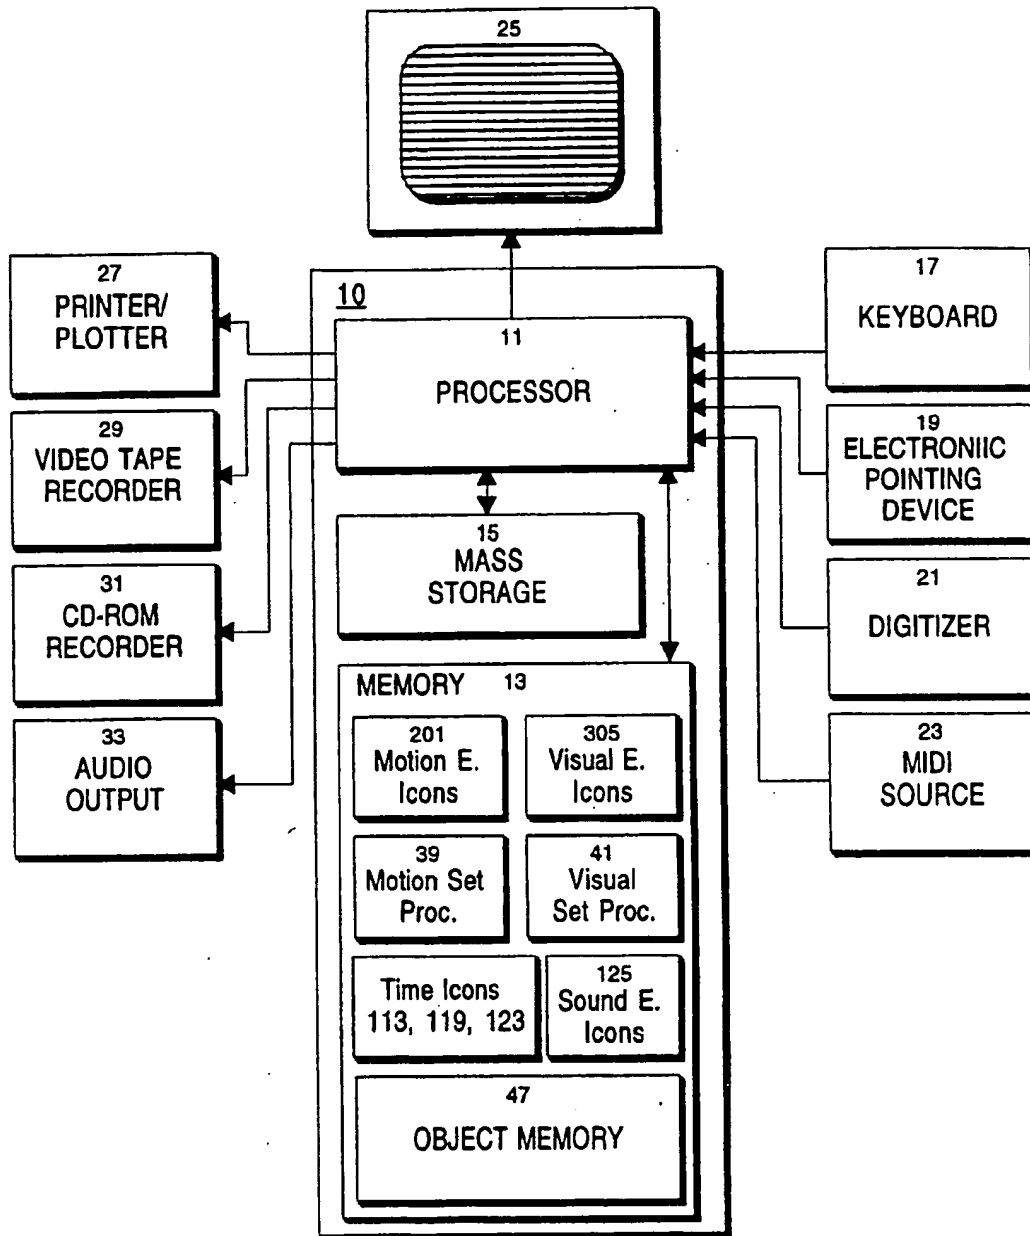 25
27
PRINTER/
PLOTTER
29
VIDEO TAPE
RECORDER
31
CD-ROM
RECORDER
33
AUDIO
OUTPUT
10
11
PROCESSOR
15
MASS
STORAGE
MEMORY 13
201
Motion E.
Icons
305
Visual E.
Icons
39
Motion Set
Proc.
41
Visual
Set Proc.
Time Icons
113, 119, 123
125
Sound E.
Icons
47
OBJECT MEMORY
17
KEYBOARD
19
ELECTRONIIC
POINTING
DEVICE
21
DIGITIZER
23
MIDI
SOURCE